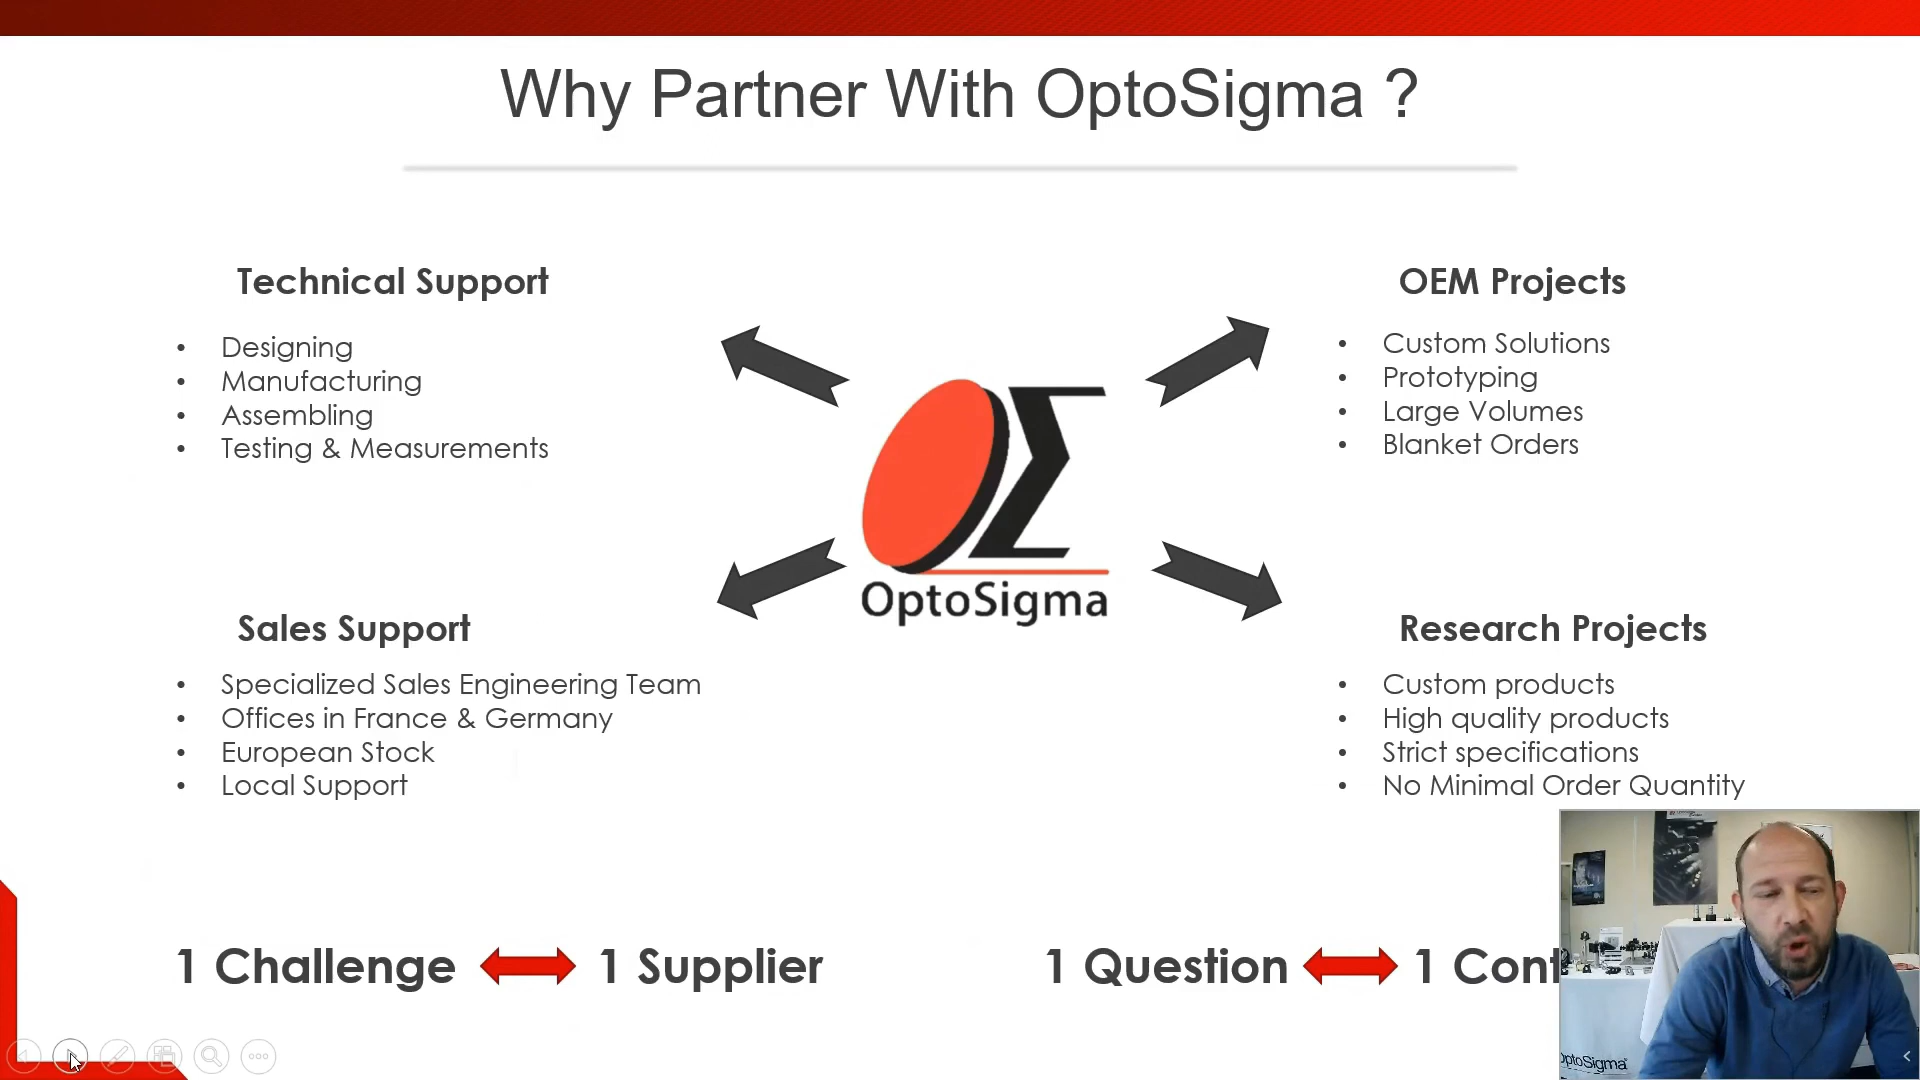 Why Partner With OptoSigma ?
Technical Support
• Designing
• Manufacturing
• Assembling
• Testing & Measurements
OEM Projects
• Custom Solutions
• Prototyping
• Large Volumes
• Blanket Orders
OptoSigma
Sales Support
• Specialized Sales Engineering Team
• Offices in France & Germany
• European Stock
• Local Support
Research Projects
• Custom products
• High quality products
• Strict specifications
• No Minimal Order Quantity
1 Challenge 1 Supplier
1 Question 1 Cont
OptoSigma